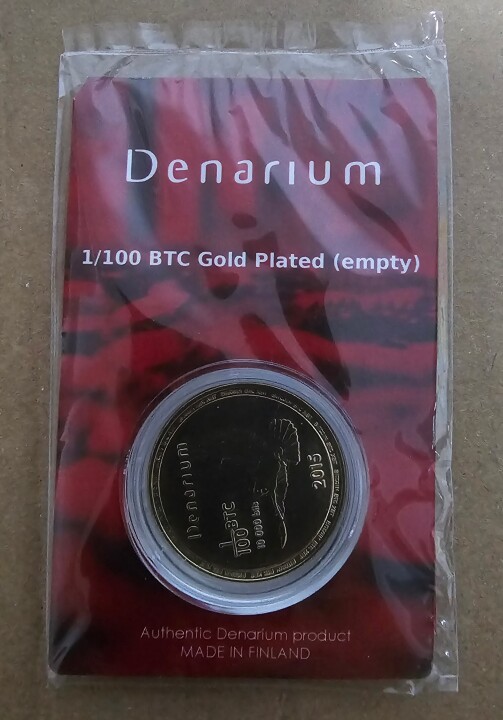 Denarium
1/100 BTC Gold Plated (empty)
Denarium
1/100 BTC
10 000 bits
2015
Authentic Denarium product
MADE IN FINLAND